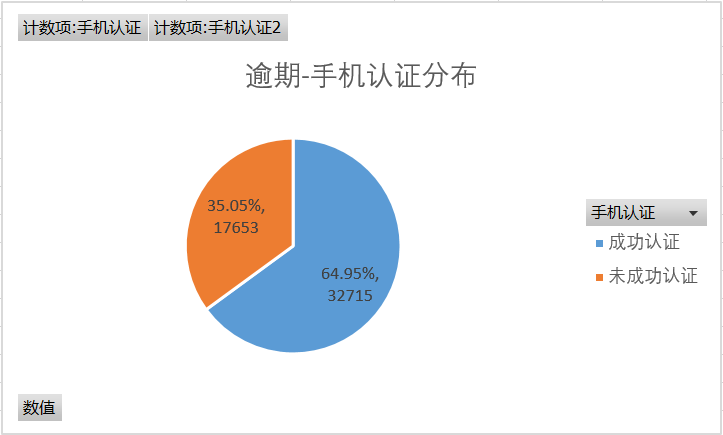 计数项:手机认证
计数项:手机认证2
逾期-手机认证分布
35.05%,
17653
64.95%,
32715
手机认证
成功认证
未成功认证
数值